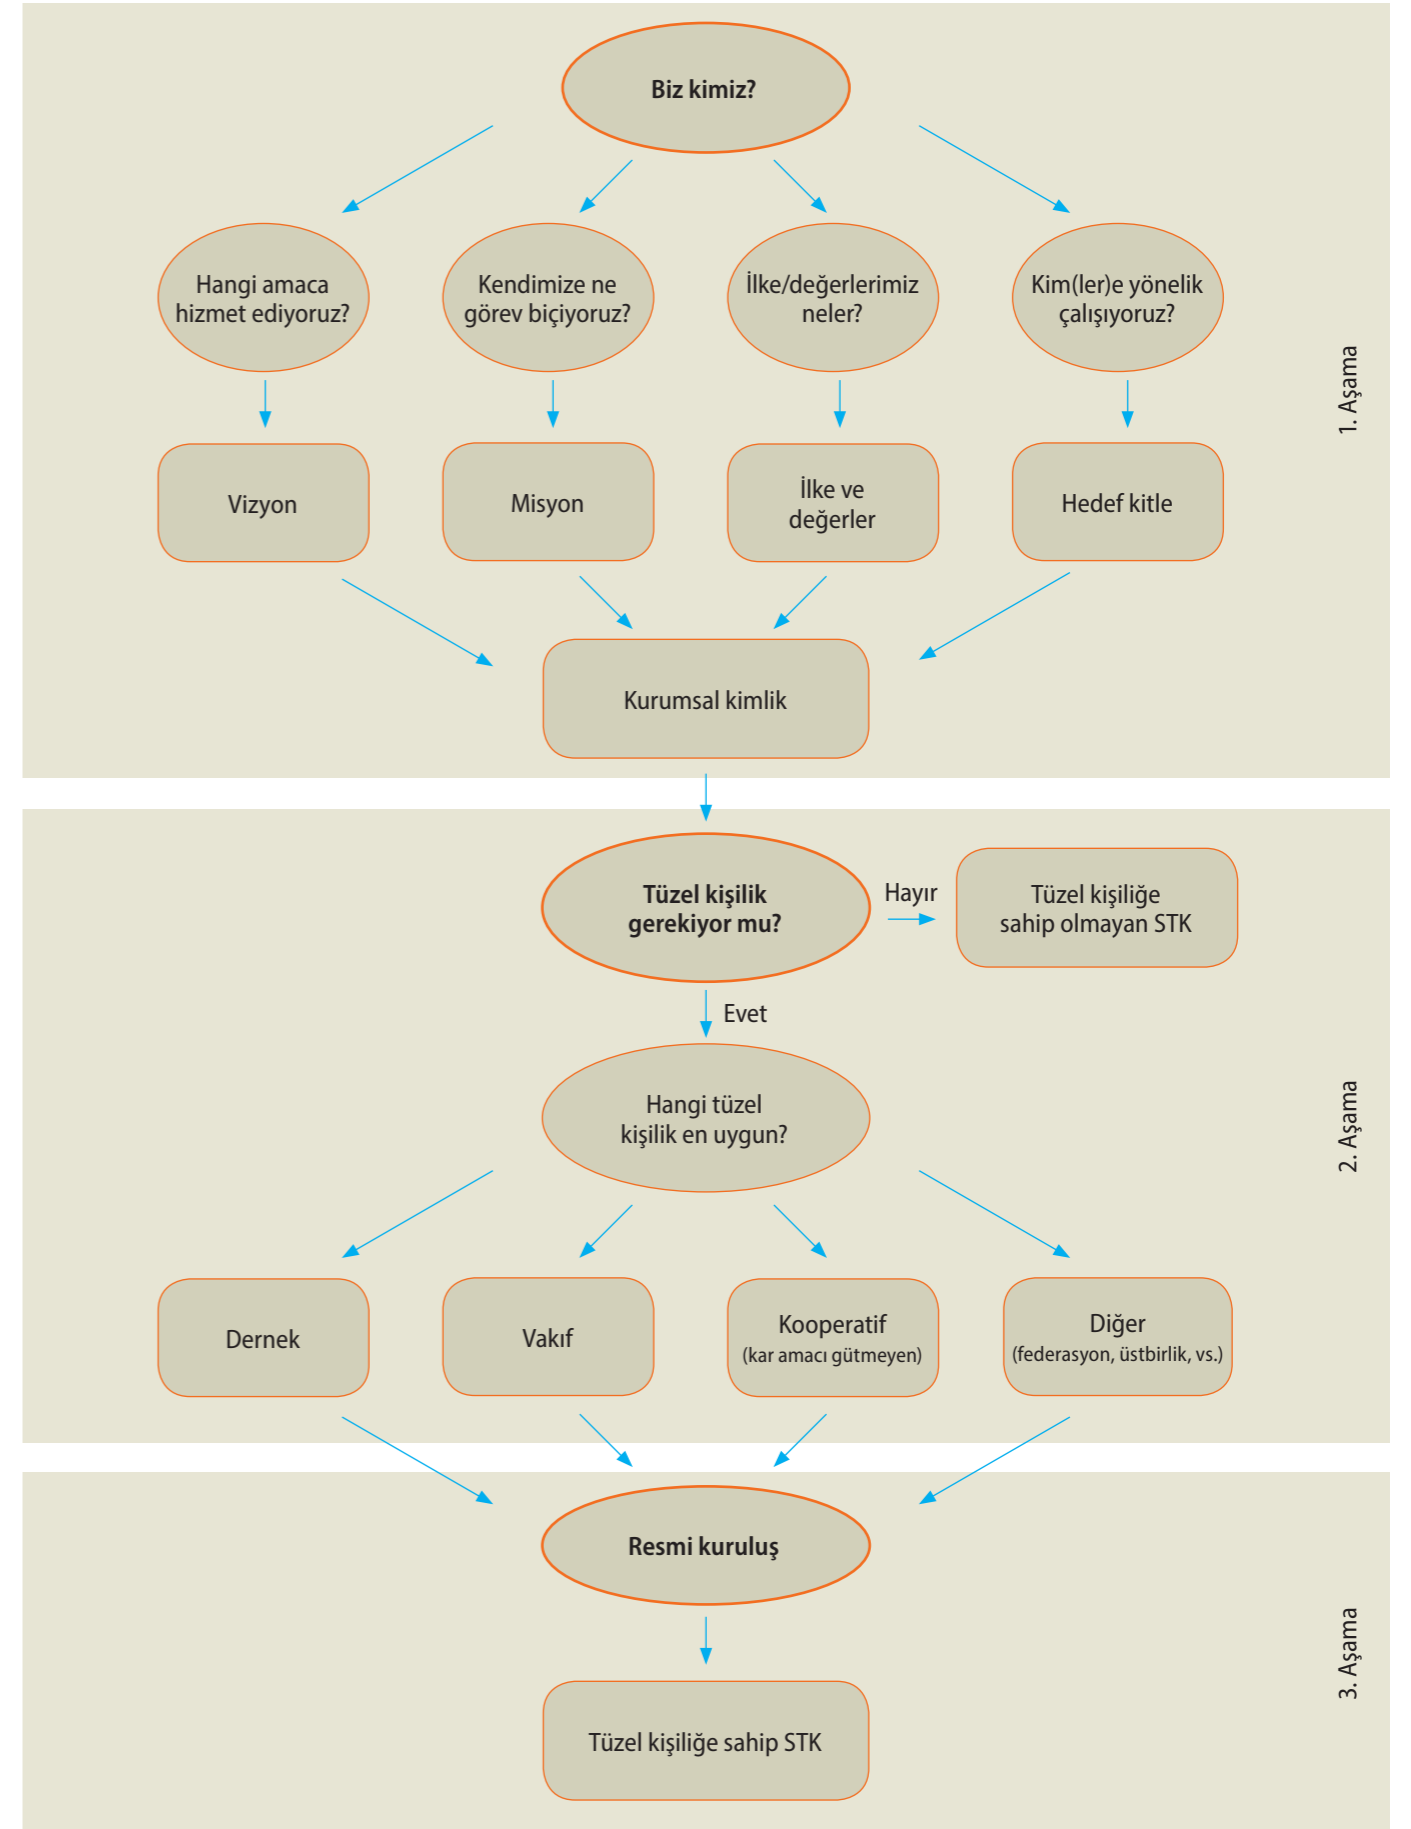 Biz kimiz?
Hangi amaca
hizmet ediyoruz?
Kendimize ne
görev biçiyoruz?
İlke/değerlerimiz
neler?
Kim(ler)e yönelik
çalışıyoruz?
1. Aşama
Vizyon
Misyon
İlke ve
değerler
Hedef kitle
Kurumsal kimlik
Tüzel kişilik
gerekiyor mu?
Hayır
Tüzel kişiliğe
sahip olmayan STK
Evet
Hangi tüzel
kişilik en uygun?
2. Aşama
Dernek
Vakıf
Kooperatif
(kar amacı gütmeyen)
Diğer
(federasyon, üstbirlik, vs.)
Resmi kuruluş
3. Aşama
Tüzel kişiliğe sahip STK